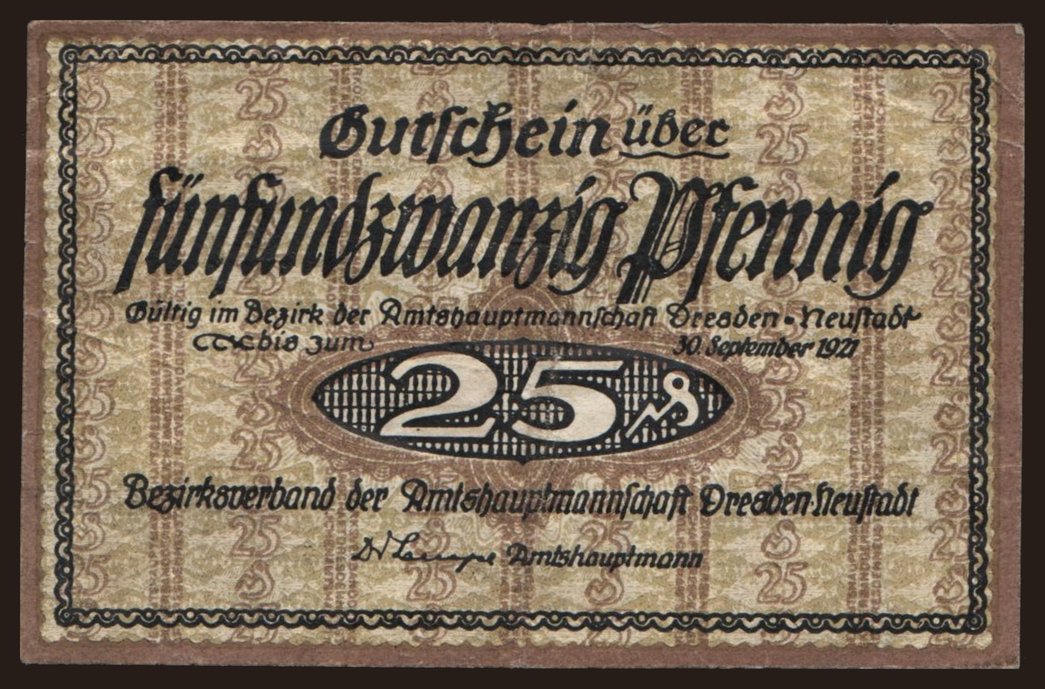 Gutschein über
fünfundzwanzig Pfennig
Gültig im Bezirk der Amtshauptmannschaft Dresden-Neustadt
bis zum 30. September 1921
25 ₰
Bezirksverband der Amtshauptmannschaft Dresden Neustadt
Dr Amtshauptmann